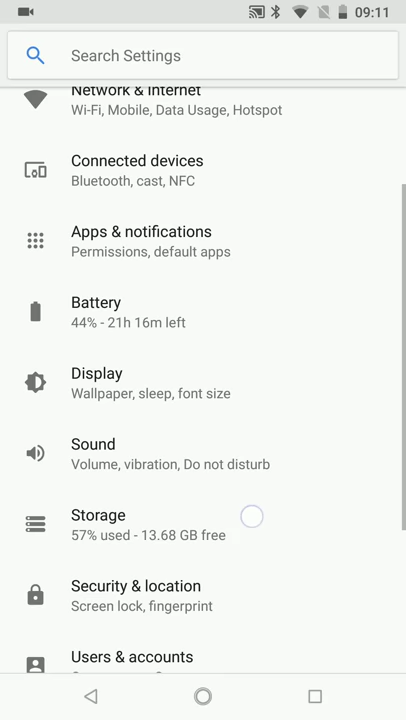 09:11
Search Settings
Network & Internet
Wi-Fi, Mobile, Data Usage, Hotspot
Connected devices
Bluetooth, cast, NFC
Apps & notifications
Permissions, default apps
Battery
44% - 21h 16m left
Display
Wallpaper, sleep, font size
Sound
Volume, vibration, Do not disturb
Storage
57% used - 13.68 GB free
Security & location
Screen lock, fingerprint
Users & accounts